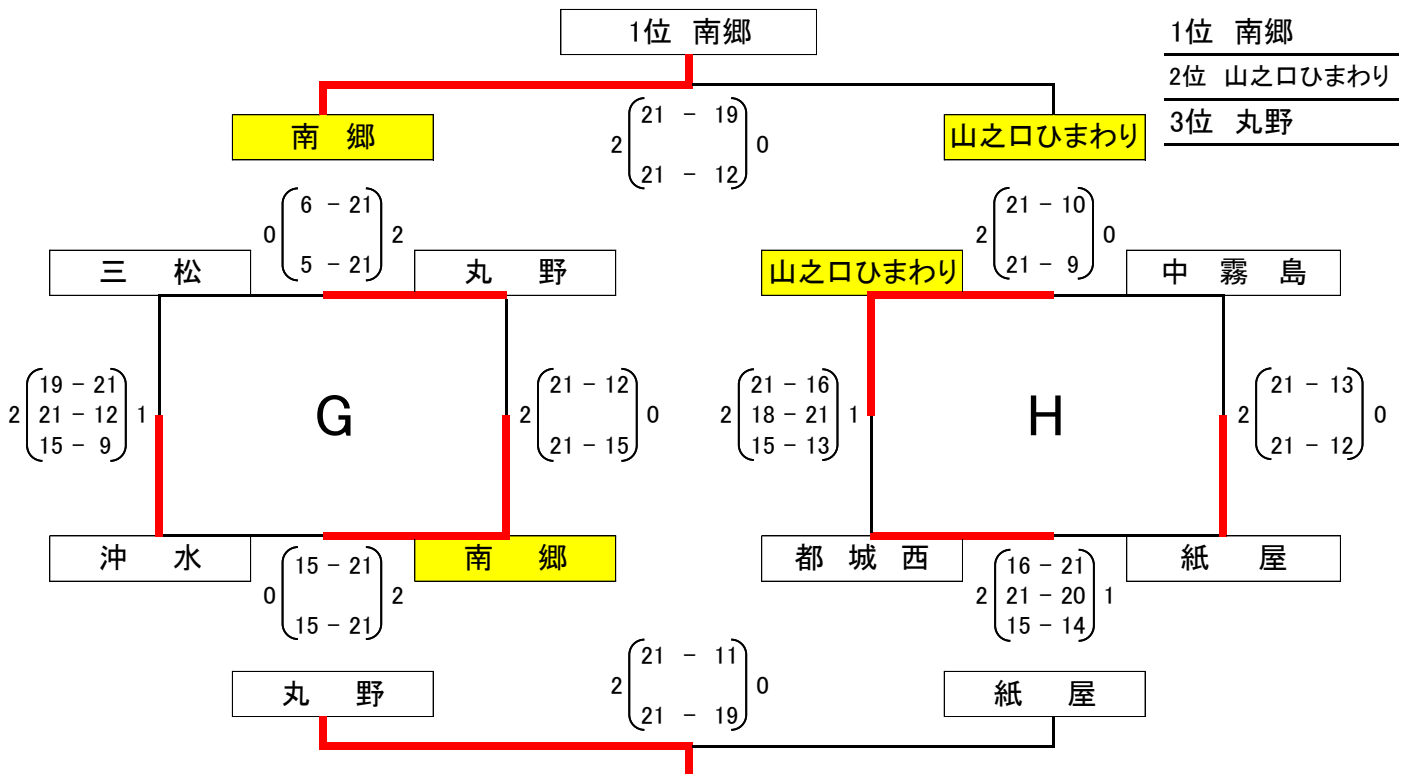 1位 南郷
1位 南郷
2位 山之口ひまわり
3位 丸野
南 郷
2 21 - 19 0
21 - 12
山之口ひまわり
0 6 - 21 2
5 - 21
2 21 - 10 0
21 - 9
三 松
丸 野
山之口ひまわり
中 霧 島
19 - 21
2 21 - 12 1
15 - 9
G
2 21 - 12 0
21 - 15
21 - 16
2 18 - 21 1
15 - 13
H
2 21 - 13 0
21 - 12
沖 水
南 郷
都 城 西
紙 屋
0 15 - 21 2
15 - 21
16 - 21
2 21 - 20 1
15 - 14
丸 野
2 21 - 11 0
21 - 19
紙 屋